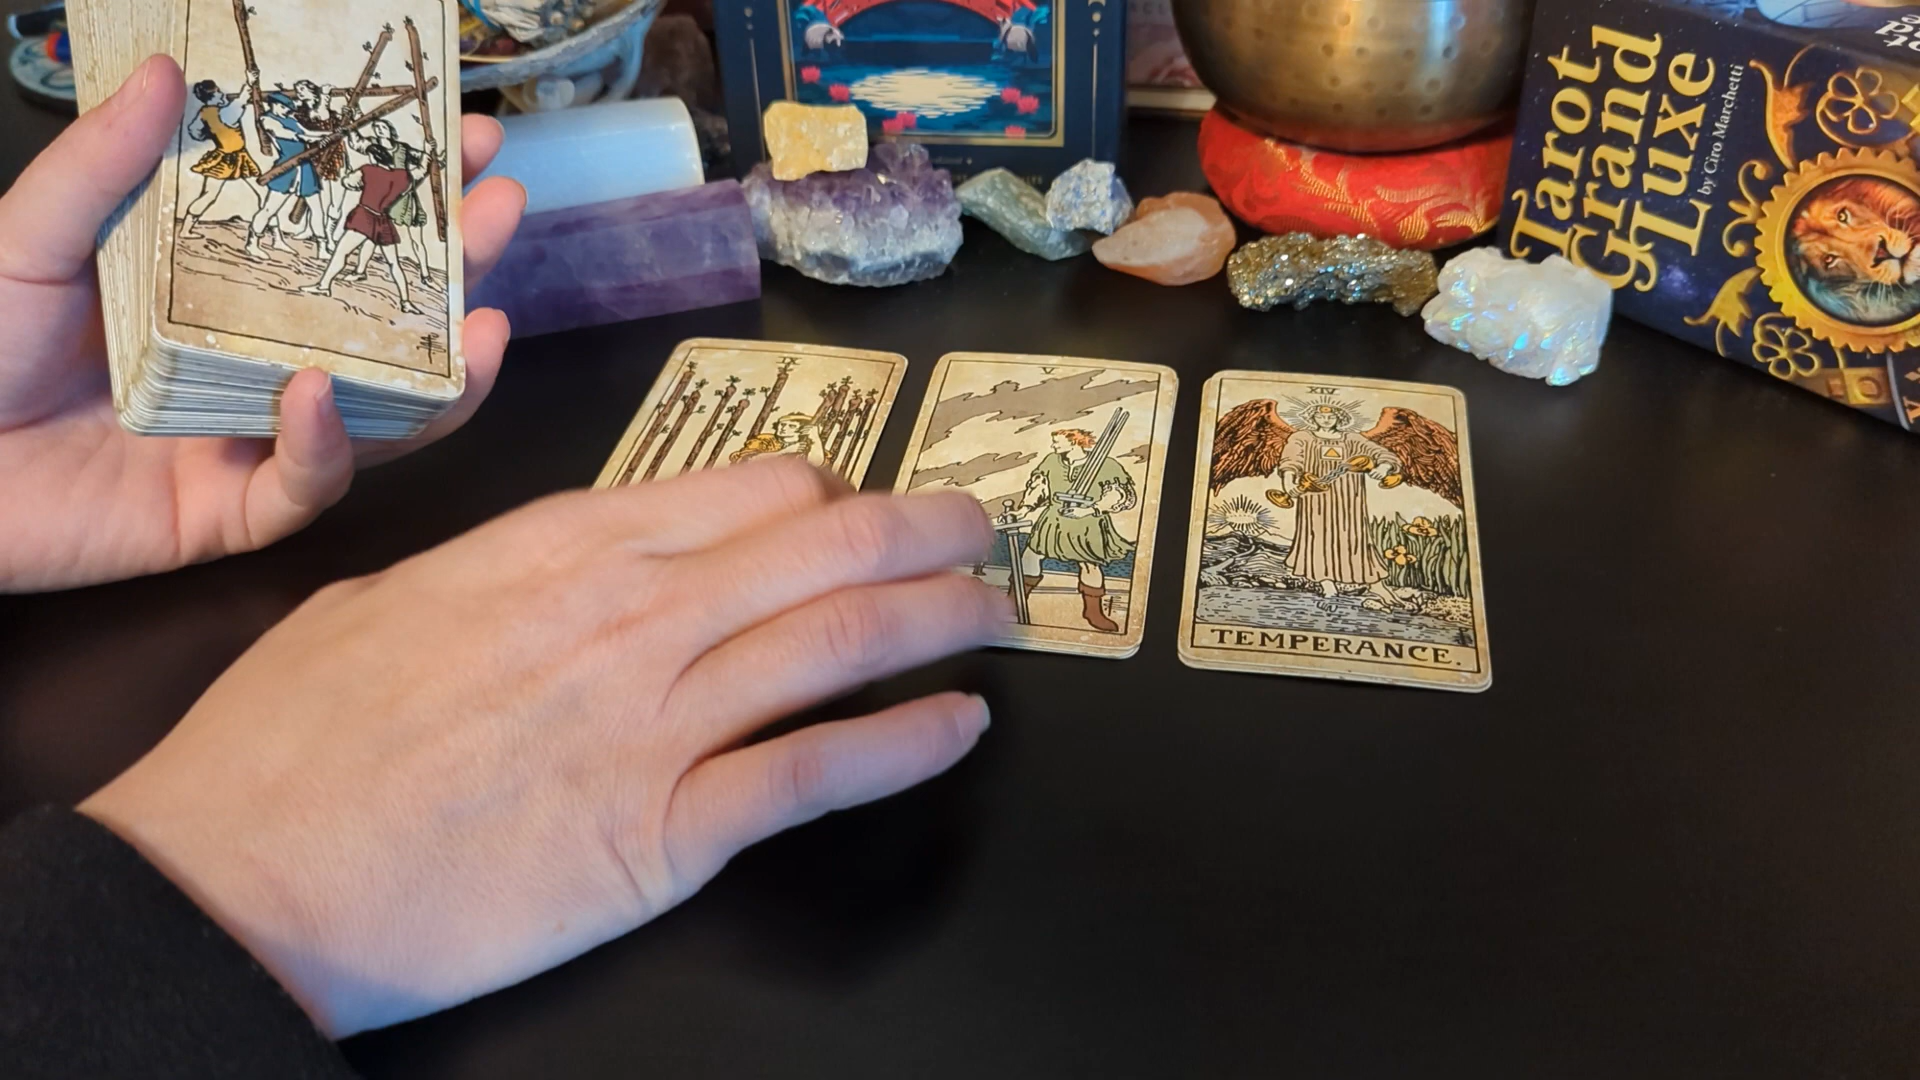 Tarot
Grand
Luxe
by Ciro Marchetti
IX
V
XIV
TEMPERANCE.